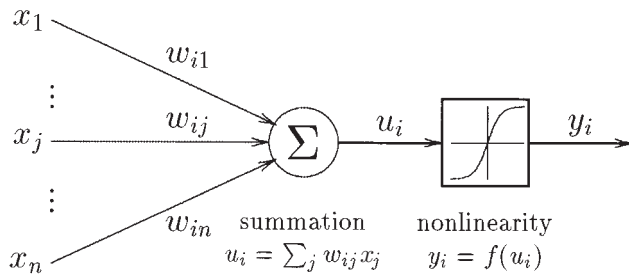 x₁
wᵢ₁
⋮
xⱼ wᵢⱼ Σ uᵢ yᵢ
⋮
wᵢₙ
xₙ
summation
uᵢ = ∑ⱼ wᵢⱼxⱼ
nonlinearity
yᵢ = f(uᵢ)